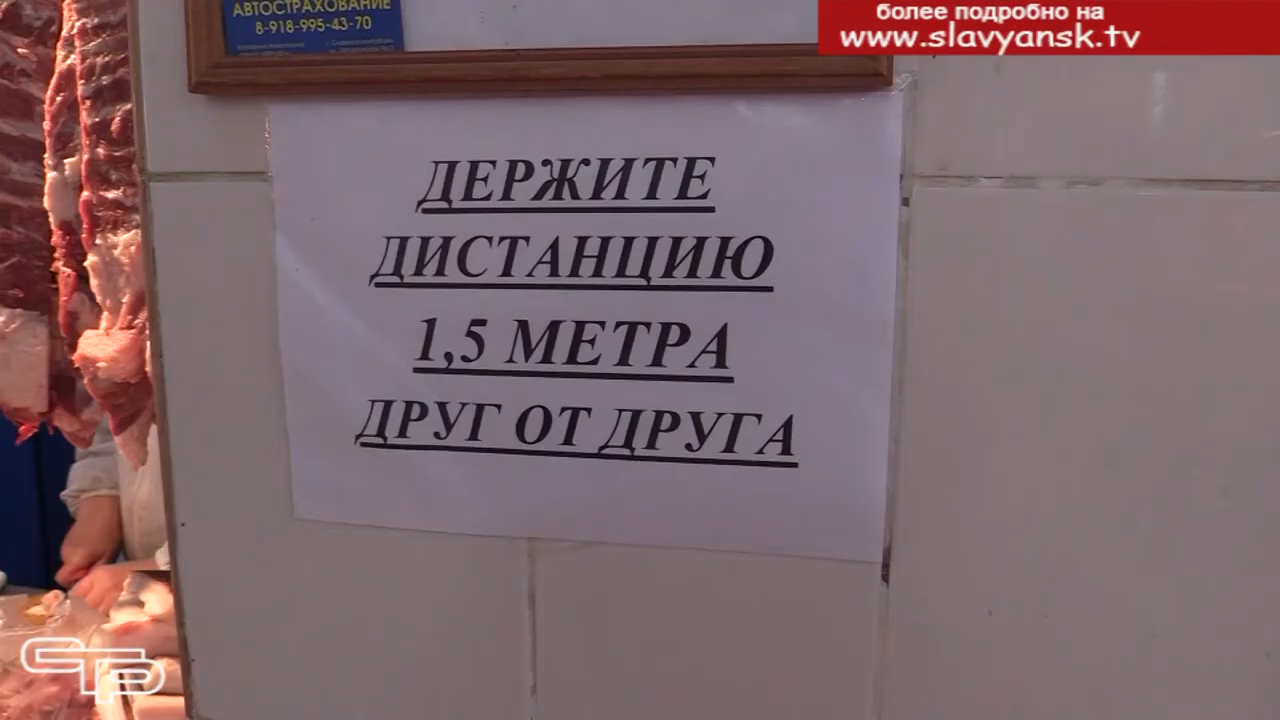 АВТОСТРАХОВАНИЕ
8-918-995-43-70
более подробно на
www.slavyansk.tv
ДЕРЖИТЕ
ДИСТАНЦИЮ
1,5 МЕТРА
ДРУГ ОТ ДРУГА
СТР